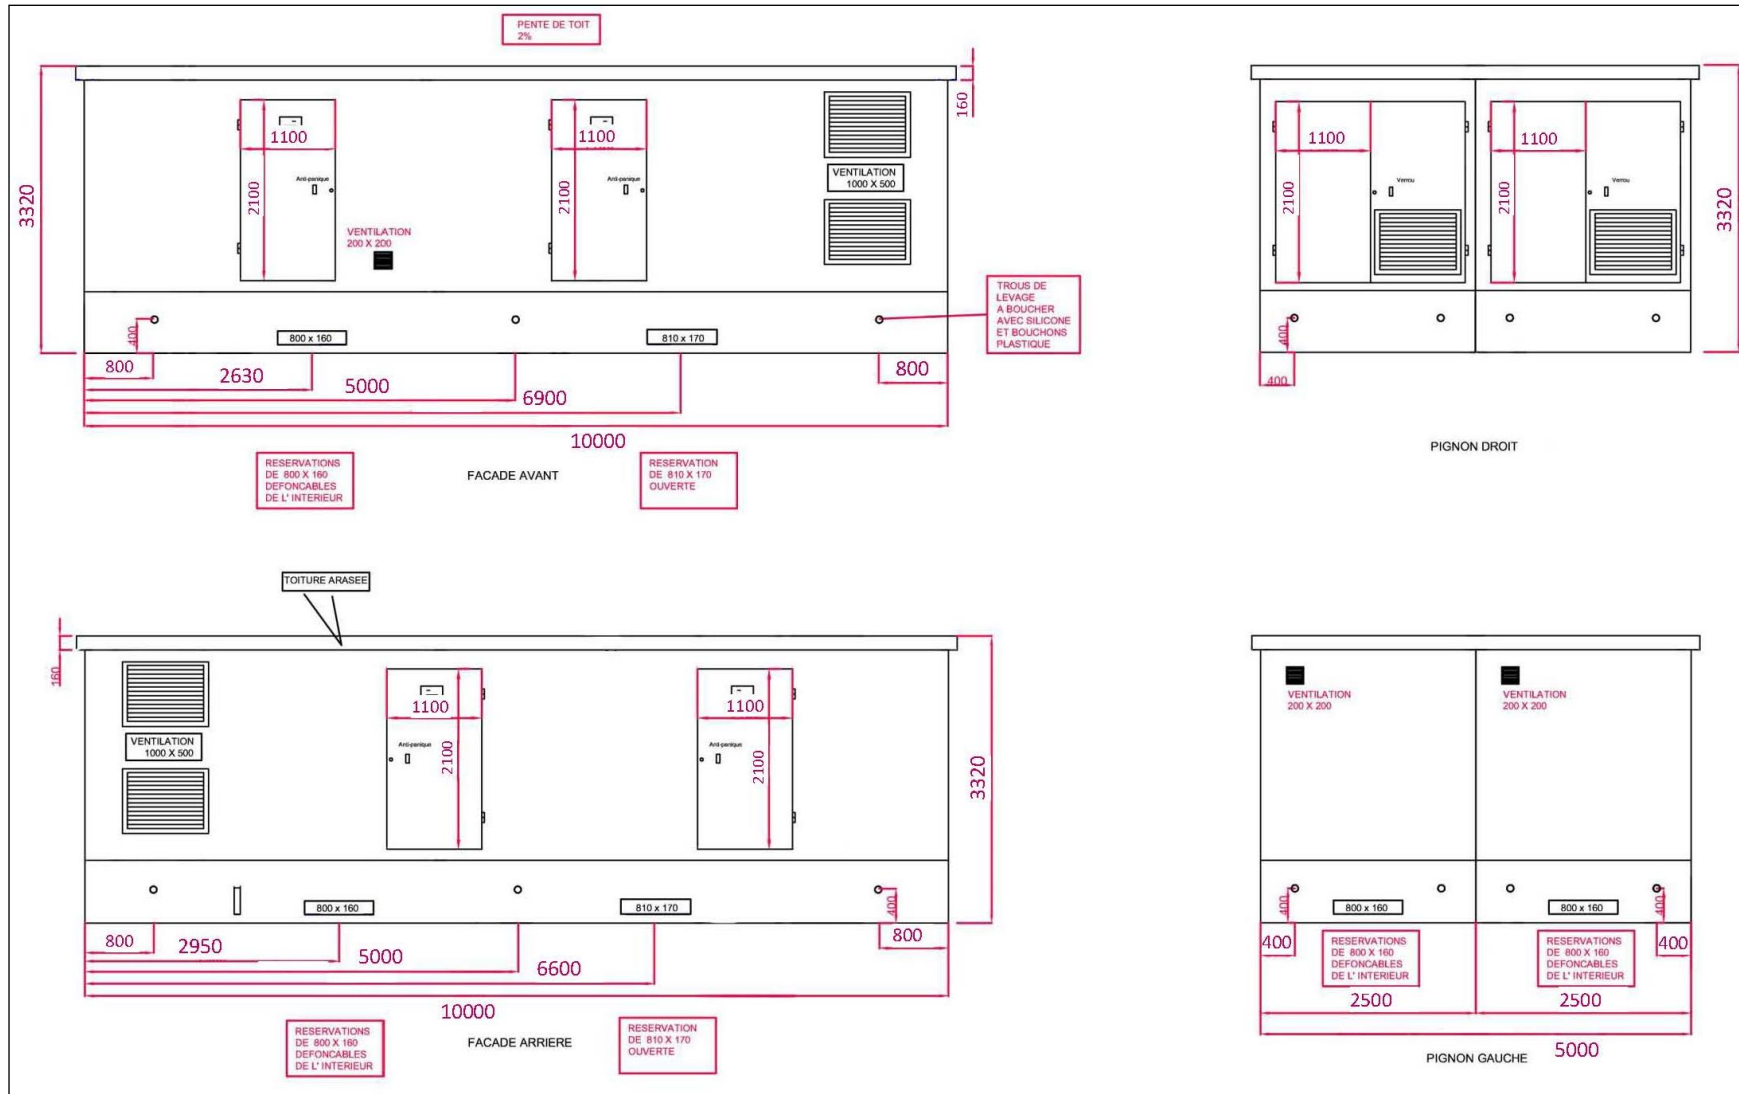 PENTE DE TOIT
2%
3320
160
1100
1100
Anti-panique
Anti-panique
2100
2100
VENTILATION
200 X 200
VENTILATION
1000 X 500
TROUS DE
LEVAGE
A BOUCHER
AVEC SILICONE
ET BOUCHONS
PLASTIQUE
400
800 x 160
810 x 170
800
2630
5000
6900
800
10000
RESERVATIONS
DE 800 X 160
DEFONCABLES
DE L' INTERIEUR
FACADE AVANT
RESERVATION
DE 810 X 170
OUVERTE
1100
1100
Verrou
Verrou
2100
2100
3320
400
400
PIGNON DROIT
TOITURE ARASEE
160
VENTILATION
1000 X 500
1100
1100
Anti-panique
Anti-panique
2100
2100
3320
800 x 160
810 x 170
400
800
2950
5000
6600
800
10000
RESERVATIONS
DE 800 X 160
DEFONCABLES
DE L' INTERIEUR
FACADE ARRIERE
RESERVATION
DE 810 X 170
OUVERTE
VENTILATION
200 X 200
VENTILATION
200 X 200
400
800 x 160
800 x 160
400
400
RESERVATIONS
DE 800 X 160
DEFONCABLES
DE L' INTERIEUR
RESERVATIONS
DE 800 X 160
DEFONCABLES
DE L' INTERIEUR
400
2500
2500
5000
PIGNON GAUCHE